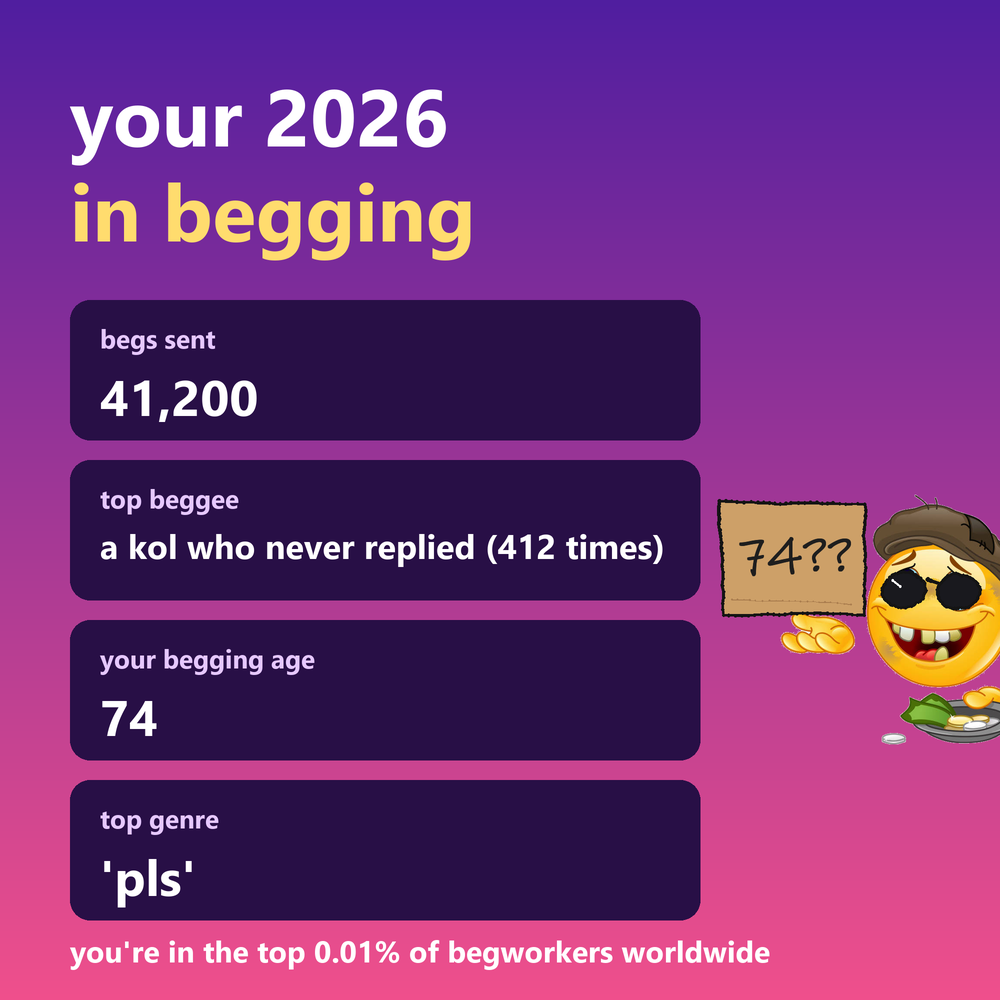 your 2026
in begging
begs sent
41,200
top beggee
a kol who never replied (412 times)
74??
your begging age
74
top genre
'pls'
you're in the top 0.01% of begworkers worldwide